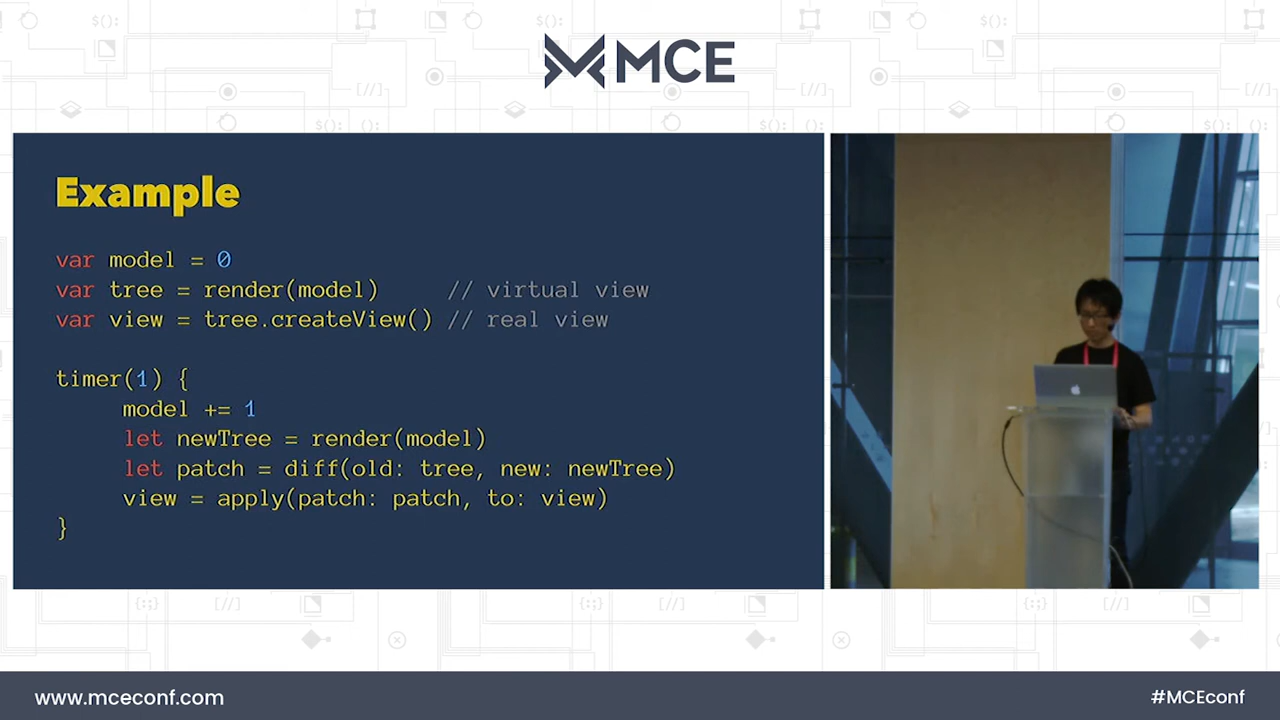 MCE
Example
var model = 0
var tree = render(model) // virtual view
var view = tree.createView() // real view
timer(1) {
model += 1
let newTree = render(model)
let patch = diff(old: tree, new: newTree)
view = apply(patch: patch, to: view)
}
www.mceconf.com
#MCEconf